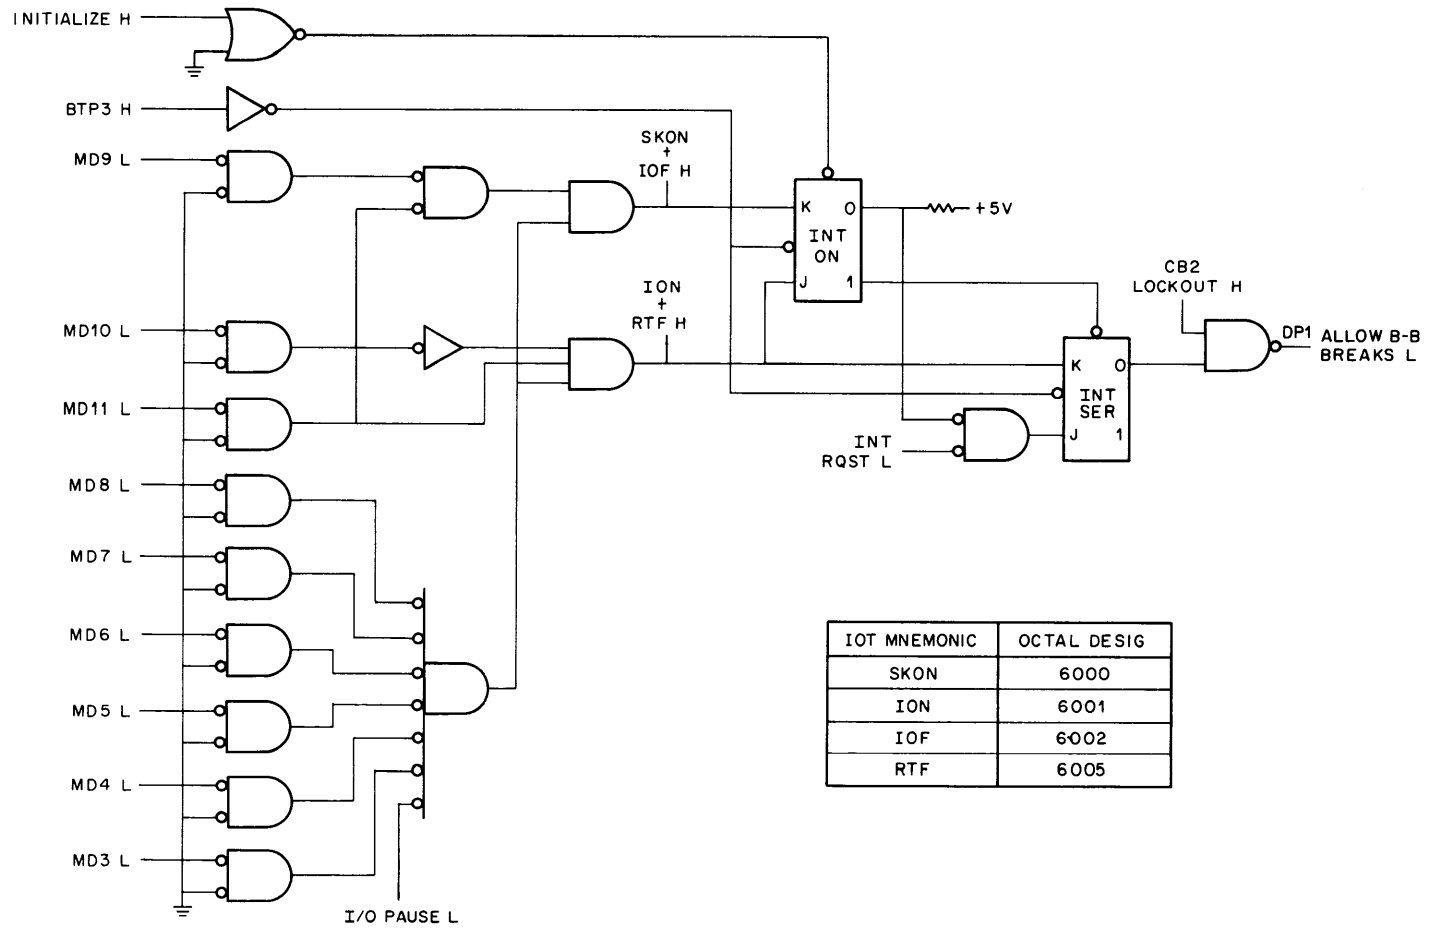 INITIALIZE H
BTP3 H
MD9 L
SKON
+
IOF H
K O
INT
ON
J 1
+5V
MD10 L
ION
+
RTF H
MD11 L
CB2
LOCKOUT H
DP1 ALLOW B-B
BREAKS L
K O
INT
SER
J 1
INT
RQST L
MD8 L
MD7 L
MD6 L
MD5 L
MD4 L
MD3 L
I/O PAUSE L
IOT MNEMONIC OCTAL DESIG
SKON 6000
ION 6001
IOF 6002
RTF 6005